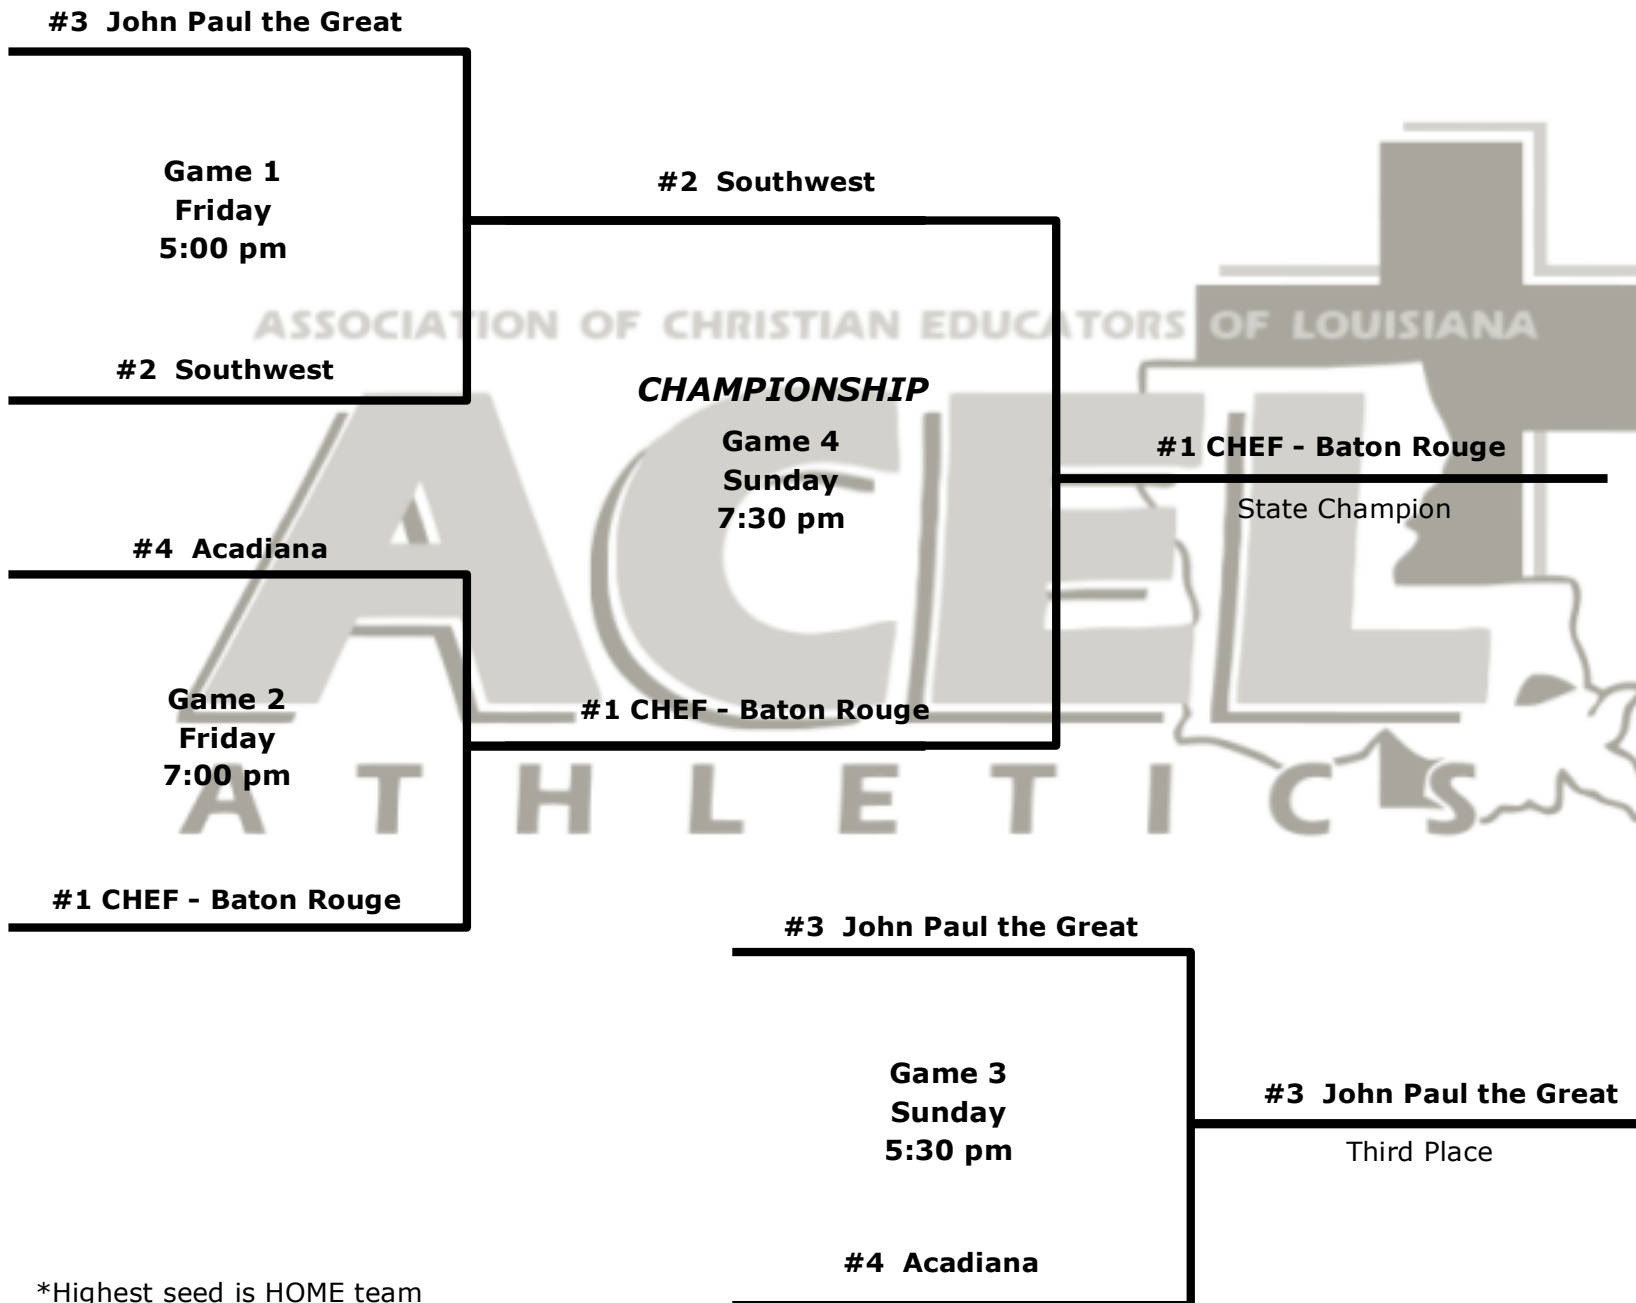 #3 John Paul the Great
Game 1
Friday
5:00 pm
#2 Southwest
#2 Southwest
ASSOCIATION OF CHRISTIAN EDUCATORS OF LOUISIANA
ACEL
ATHLETICS
CHAMPIONSHIP
Game 4
Sunday
7:30 pm
#1 CHEF - Baton Rouge
State Champion
#4 Acadiana
Game 2
Friday
7:00 pm
#1 CHEF - Baton Rouge
#1 CHEF - Baton Rouge
#3 John Paul the Great
Game 3
Sunday
5:30 pm
#3 John Paul the Great
Third Place
#4 Acadiana
*Highest seed is HOME team